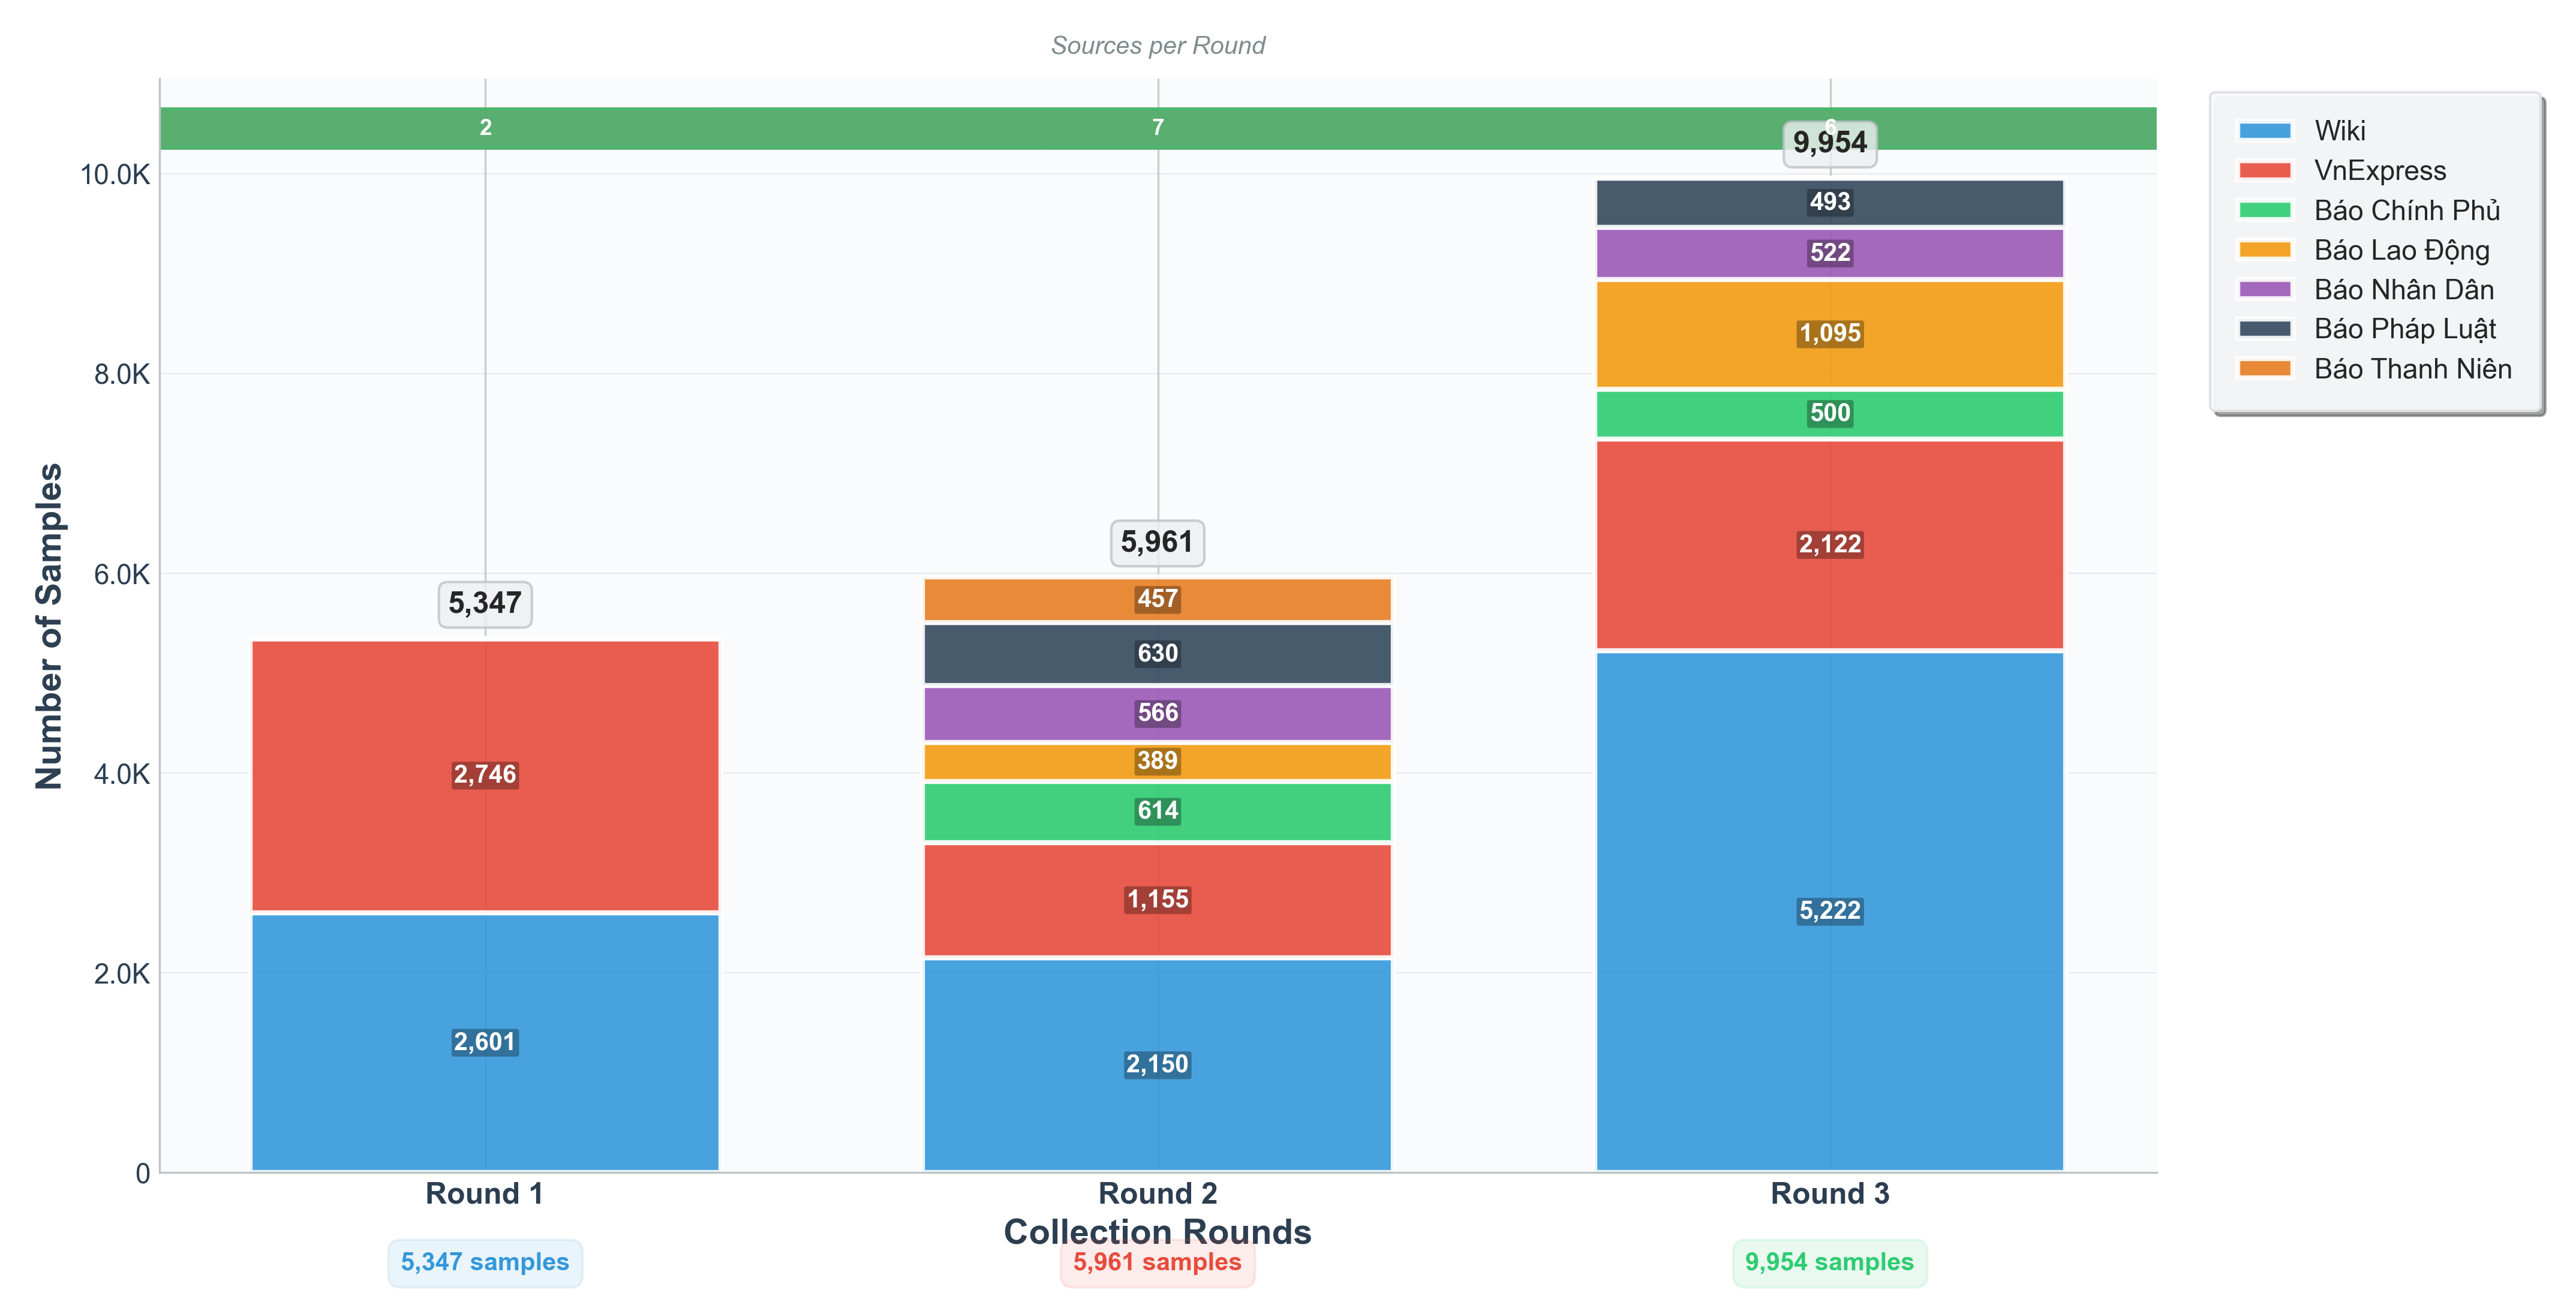 Sources per Round
2
7
6
9,954
10.0K
8.0K
6.0K
4.0K
2.0K
0
Number of Samples
5,347
2,746
2,601
5,961
457
630
566
389
614
1,155
2,150
493
522
1,095
500
2,122
5,222
Round 1
Round 2
Round 3
Collection Rounds
5,347 samples
5,961 samples
9,954 samples
Wiki
VnExpress
Báo Chính Phủ
Báo Lao Động
Báo Nhân Dân
Báo Pháp Luật
Báo Thanh Niên